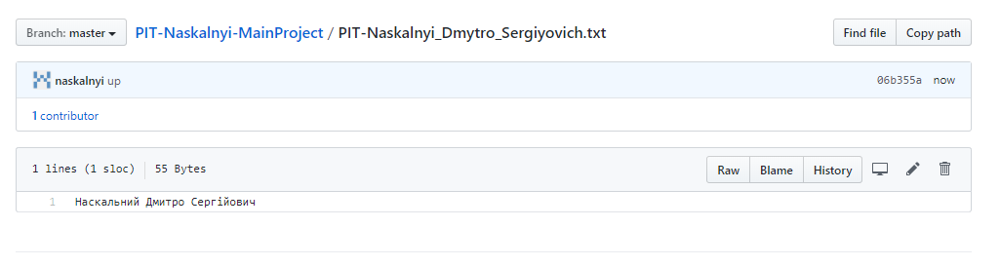 Branch: master PIT-Naskalnyi-MainProject / PIT-Naskalnyi_Dmytro_Sergiyovich.txt Find file Copy path
naskalnyi up 06b355a now
1 contributor
1 lines (1 sloc) 55 Bytes Raw Blame History
1 Наскальний Дмитро Сергійович